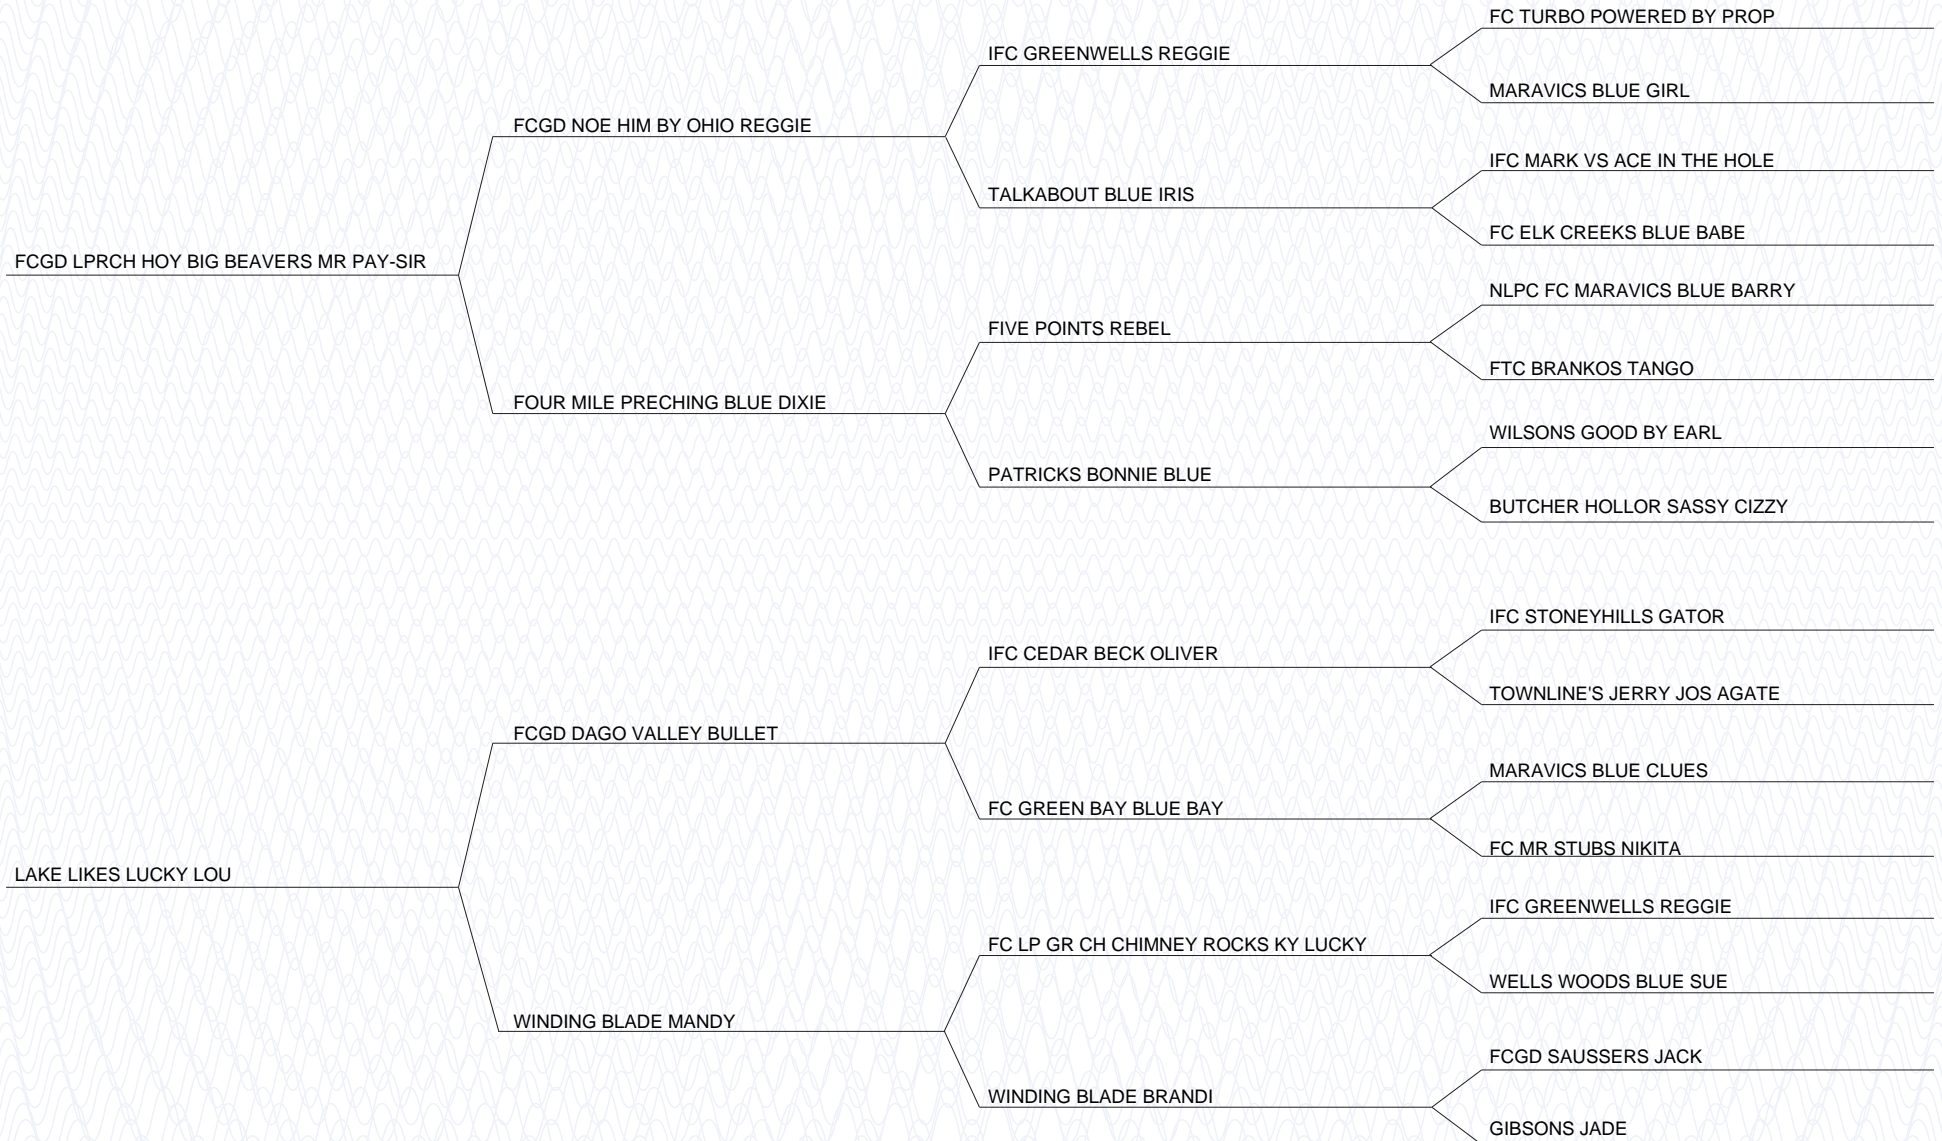 FC TURBO POWERED BY PROP
IFC GREENWELLS REGGIE
MARAVICS BLUE GIRL
FCGD NOE HIM BY OHIO REGGIE
IFC MARK VS ACE IN THE HOLE
TALKABOUT BLUE IRIS
FC ELK CREEKS BLUE BABE
FCGD LPRCH HOY BIG BEAVERS MR PAY-SIR
NLPC FC MARAVICS BLUE BARRY
FIVE POINTS REBEL
FTC BRANKOS TANGO
FOUR MILE PRECHING BLUE DIXIE
WILSONS GOOD BY EARL
PATRICKS BONNIE BLUE
BUTCHER HOLLOR SASSY CIZZY
IFC STONEYHILLS GATOR
IFC CEDAR BECK OLIVER
TOWNLINE'S JERRY JOS AGATE
FCGD DAGO VALLEY BULLET
MARAVICS BLUE CLUES
FC GREEN BAY BLUE BAY
FC MR STUBS NIKITA
LAKE LIKES LUCKY LOU
IFC GREENWELLS REGGIE
FC LP GR CH CHIMNEY ROCKS KY LUCKY
WELLS WOODS BLUE SUE
WINDING BLADE MANDY
FCGD SAUSSERS JACK
WINDING BLADE BRANDI
GIBSONS JADE